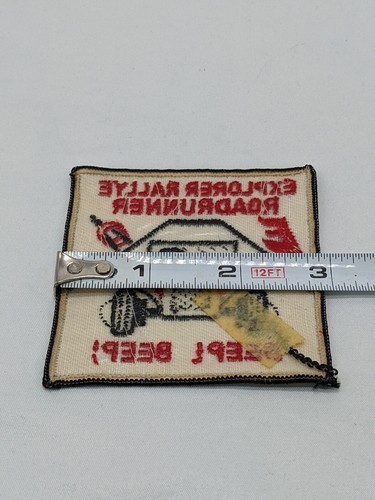 EXPLORER RALLYE
ROADRUNNER
1 2 12FT 3
BEEP! BEEP!